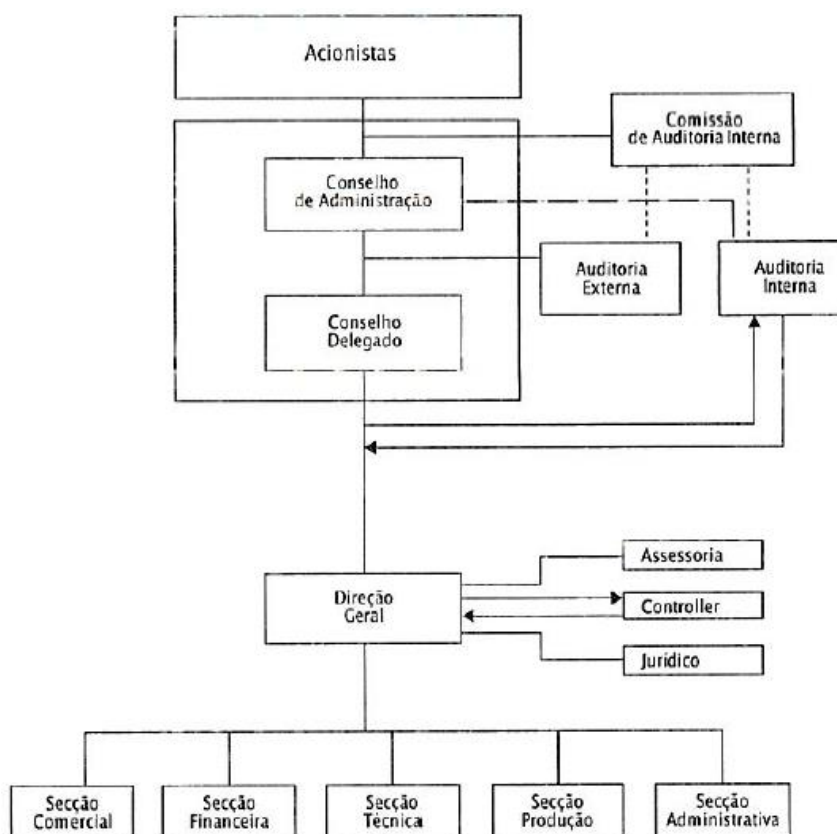 Acionistas
Comissão
de Auditoria Interna
Conselho
de Administração
Auditoria
Externa
Auditoria
Interna
Conselho
Delegado
Assessoria
Direção
Geral
Controller
Jurídico
Secção
Comercial
Secção
Financeira
Secção
Técnica
Secção
Produção
Secção
Administrativa